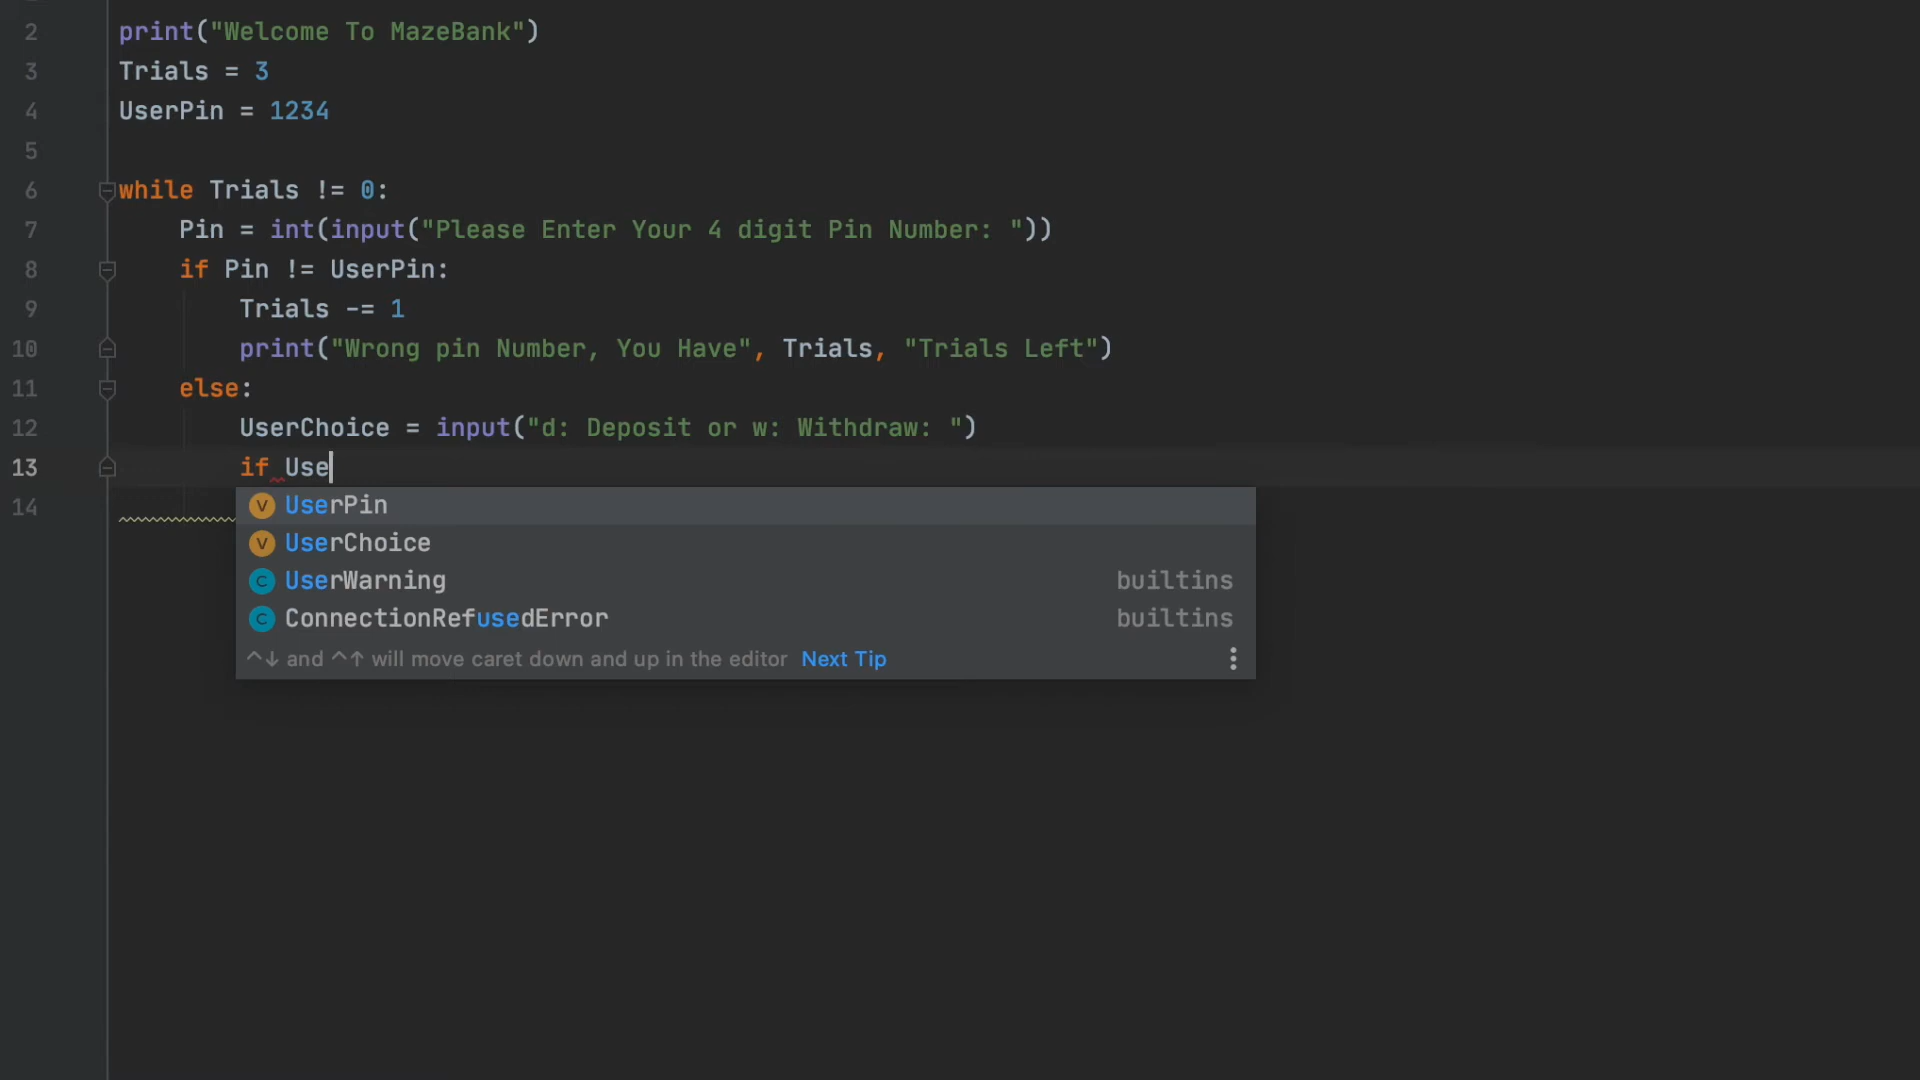 2 print("Welcome To MazeBank")
3 Trials = 3
4 UserPin = 1234
5
6 while Trials != 0:
7 Pin = int(input("Please Enter Your 4 digit Pin Number: "))
8 if Pin != UserPin:
9 Trials -= 1
10 print("Wrong pin Number, You Have", Trials, "Trials Left")
11 else:
12 UserChoice = input("d: Deposit or w: Withdraw: ")
13 if Use
14
V UserPin
V UserChoice
C UserWarning builtins
C ConnectionRefusedError builtins
^↓ and ^↑ will move caret down and up in the editor Next Tip